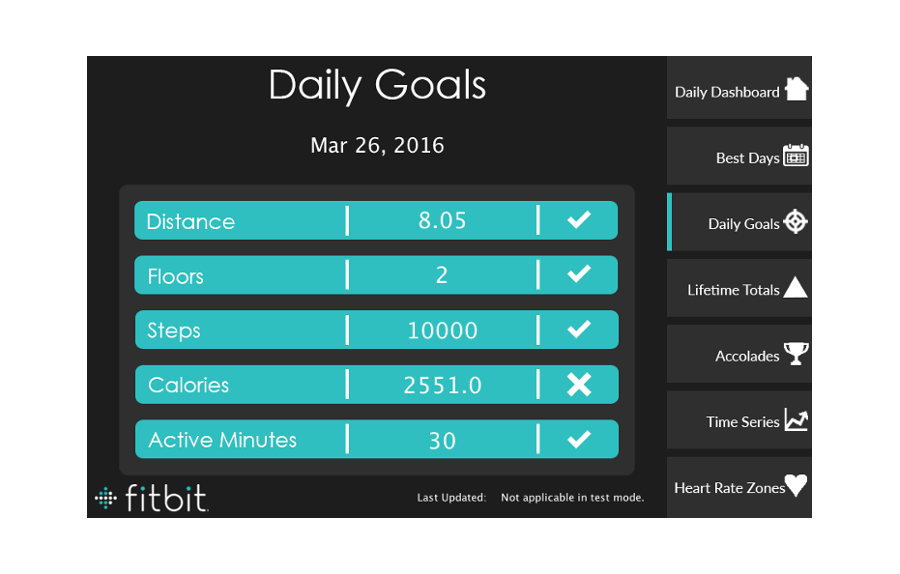 Daily Goals
Mar 26, 2016
Distance 8.05
Floors 2
Steps 10000
Calories 2551.0
Active Minutes 30
fitbit
Last Updated: Not applicable in test mode.
Daily Dashboard
Best Days
Daily Goals
Lifetime Totals
Accolades
Time Series
Heart Rate Zones